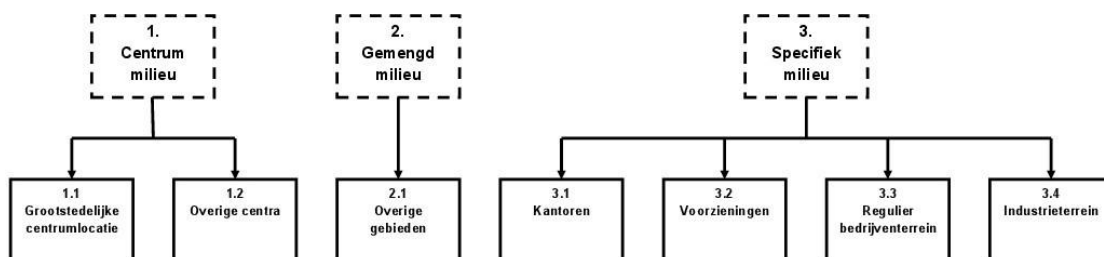 1.
Centrum
milieu
2.
Gemengd
milieu
3.
Specifiek
milieu
1.1
Grootstedelijke
centrumlocatie
1.2
Overige centra
2.1
Overige
gebieden
3.1
Kantoren
3.2
Voorzieningen
3.3
Regulier
bedrijventerrein
3.4
Industrieterrein